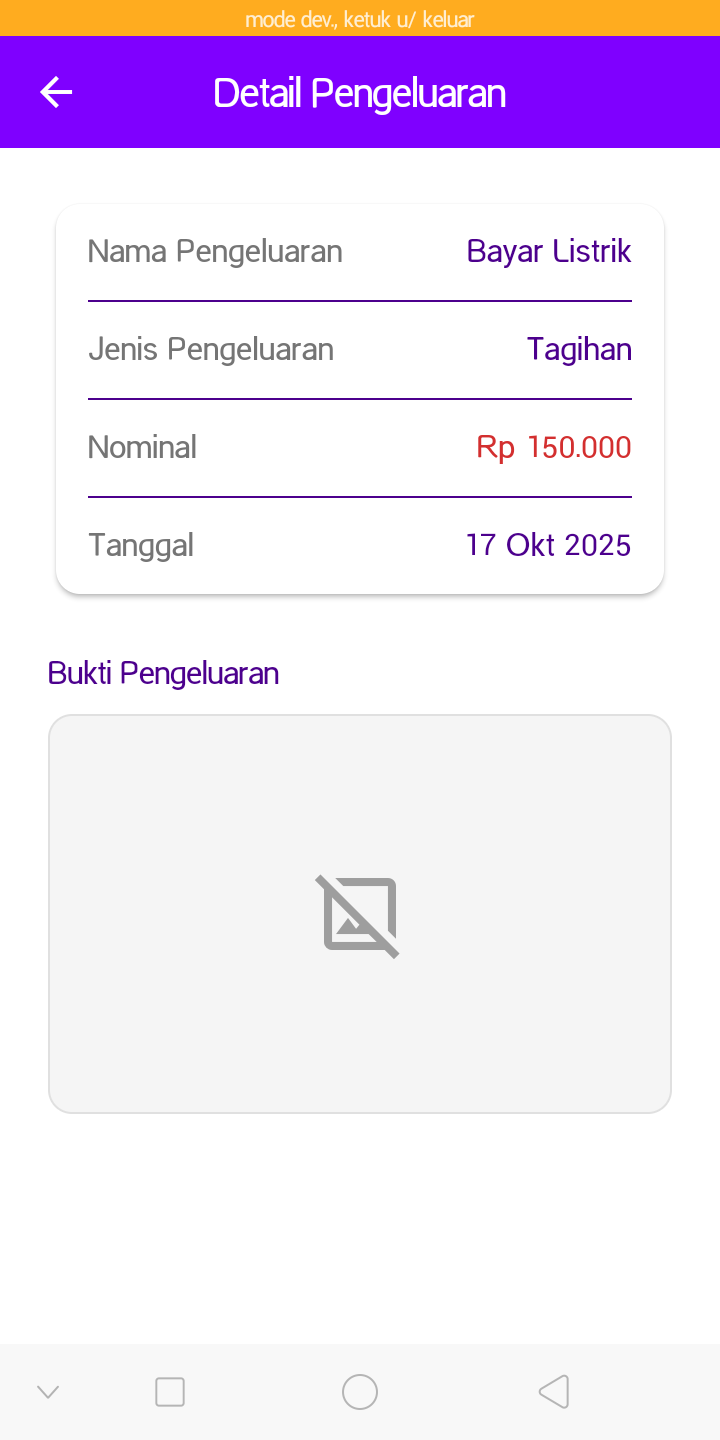 mode dev., ketuk u/ keluar
Detail Pengeluaran
Nama Pengeluaran Bayar Listrik
Jenis Pengeluaran Tagihan
Nominal Rp 150.000
Tanggal 17 Okt 2025
Bukti Pengeluaran